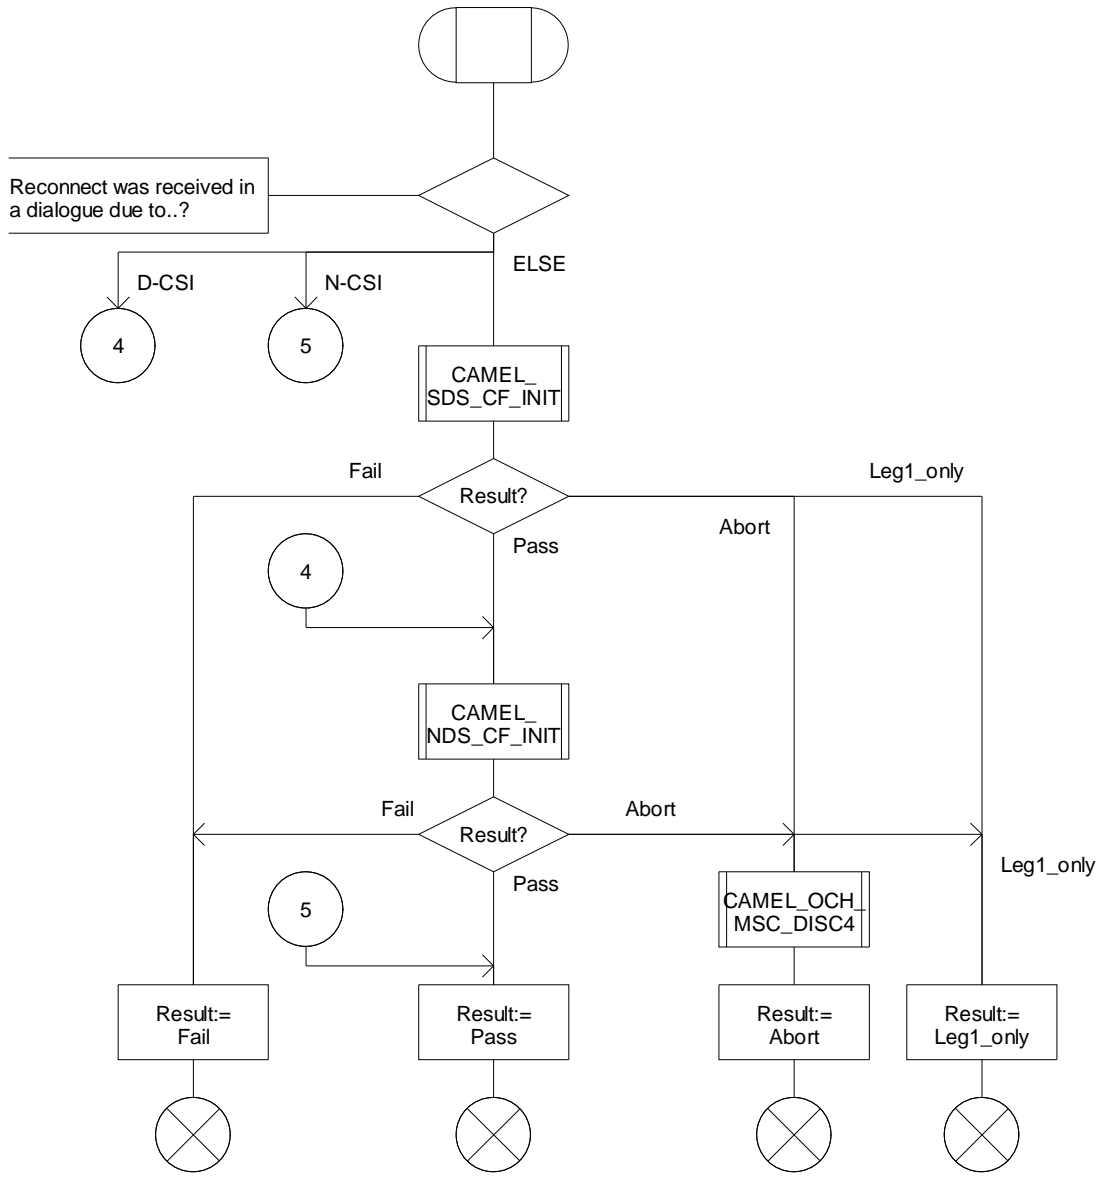 Reconnect was received in
a dialogue due to..?
ELSE
D-CSI
N-CSI
4
5
CAMEL_
SDS_CF_INIT
Fail
Leg1_only
Result?
Abort
Pass
4
CAMEL_
NDS_CF_INIT
Fail
Abort
Result?
Leg1_only
Pass
5
CAMEL_OCH_
MSC_DISC4
Result:=
Fail
Result:=
Pass
Result:=
Abort
Result:=
Leg1_only